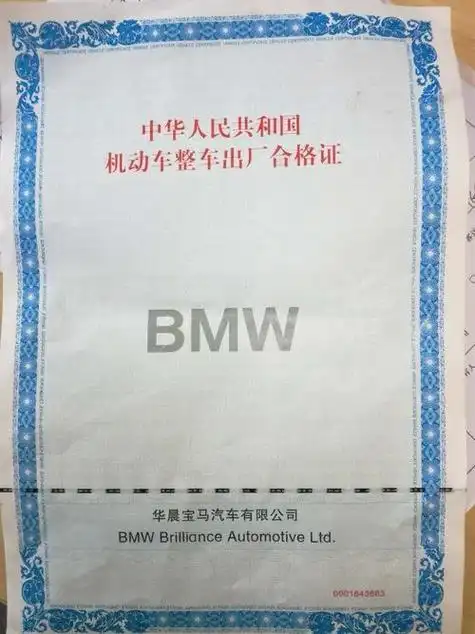 中华人民共和国
机动车整车出厂合格证
BMW
华晨宝马汽车有限公司
BMW Brilliance Automotive Ltd.